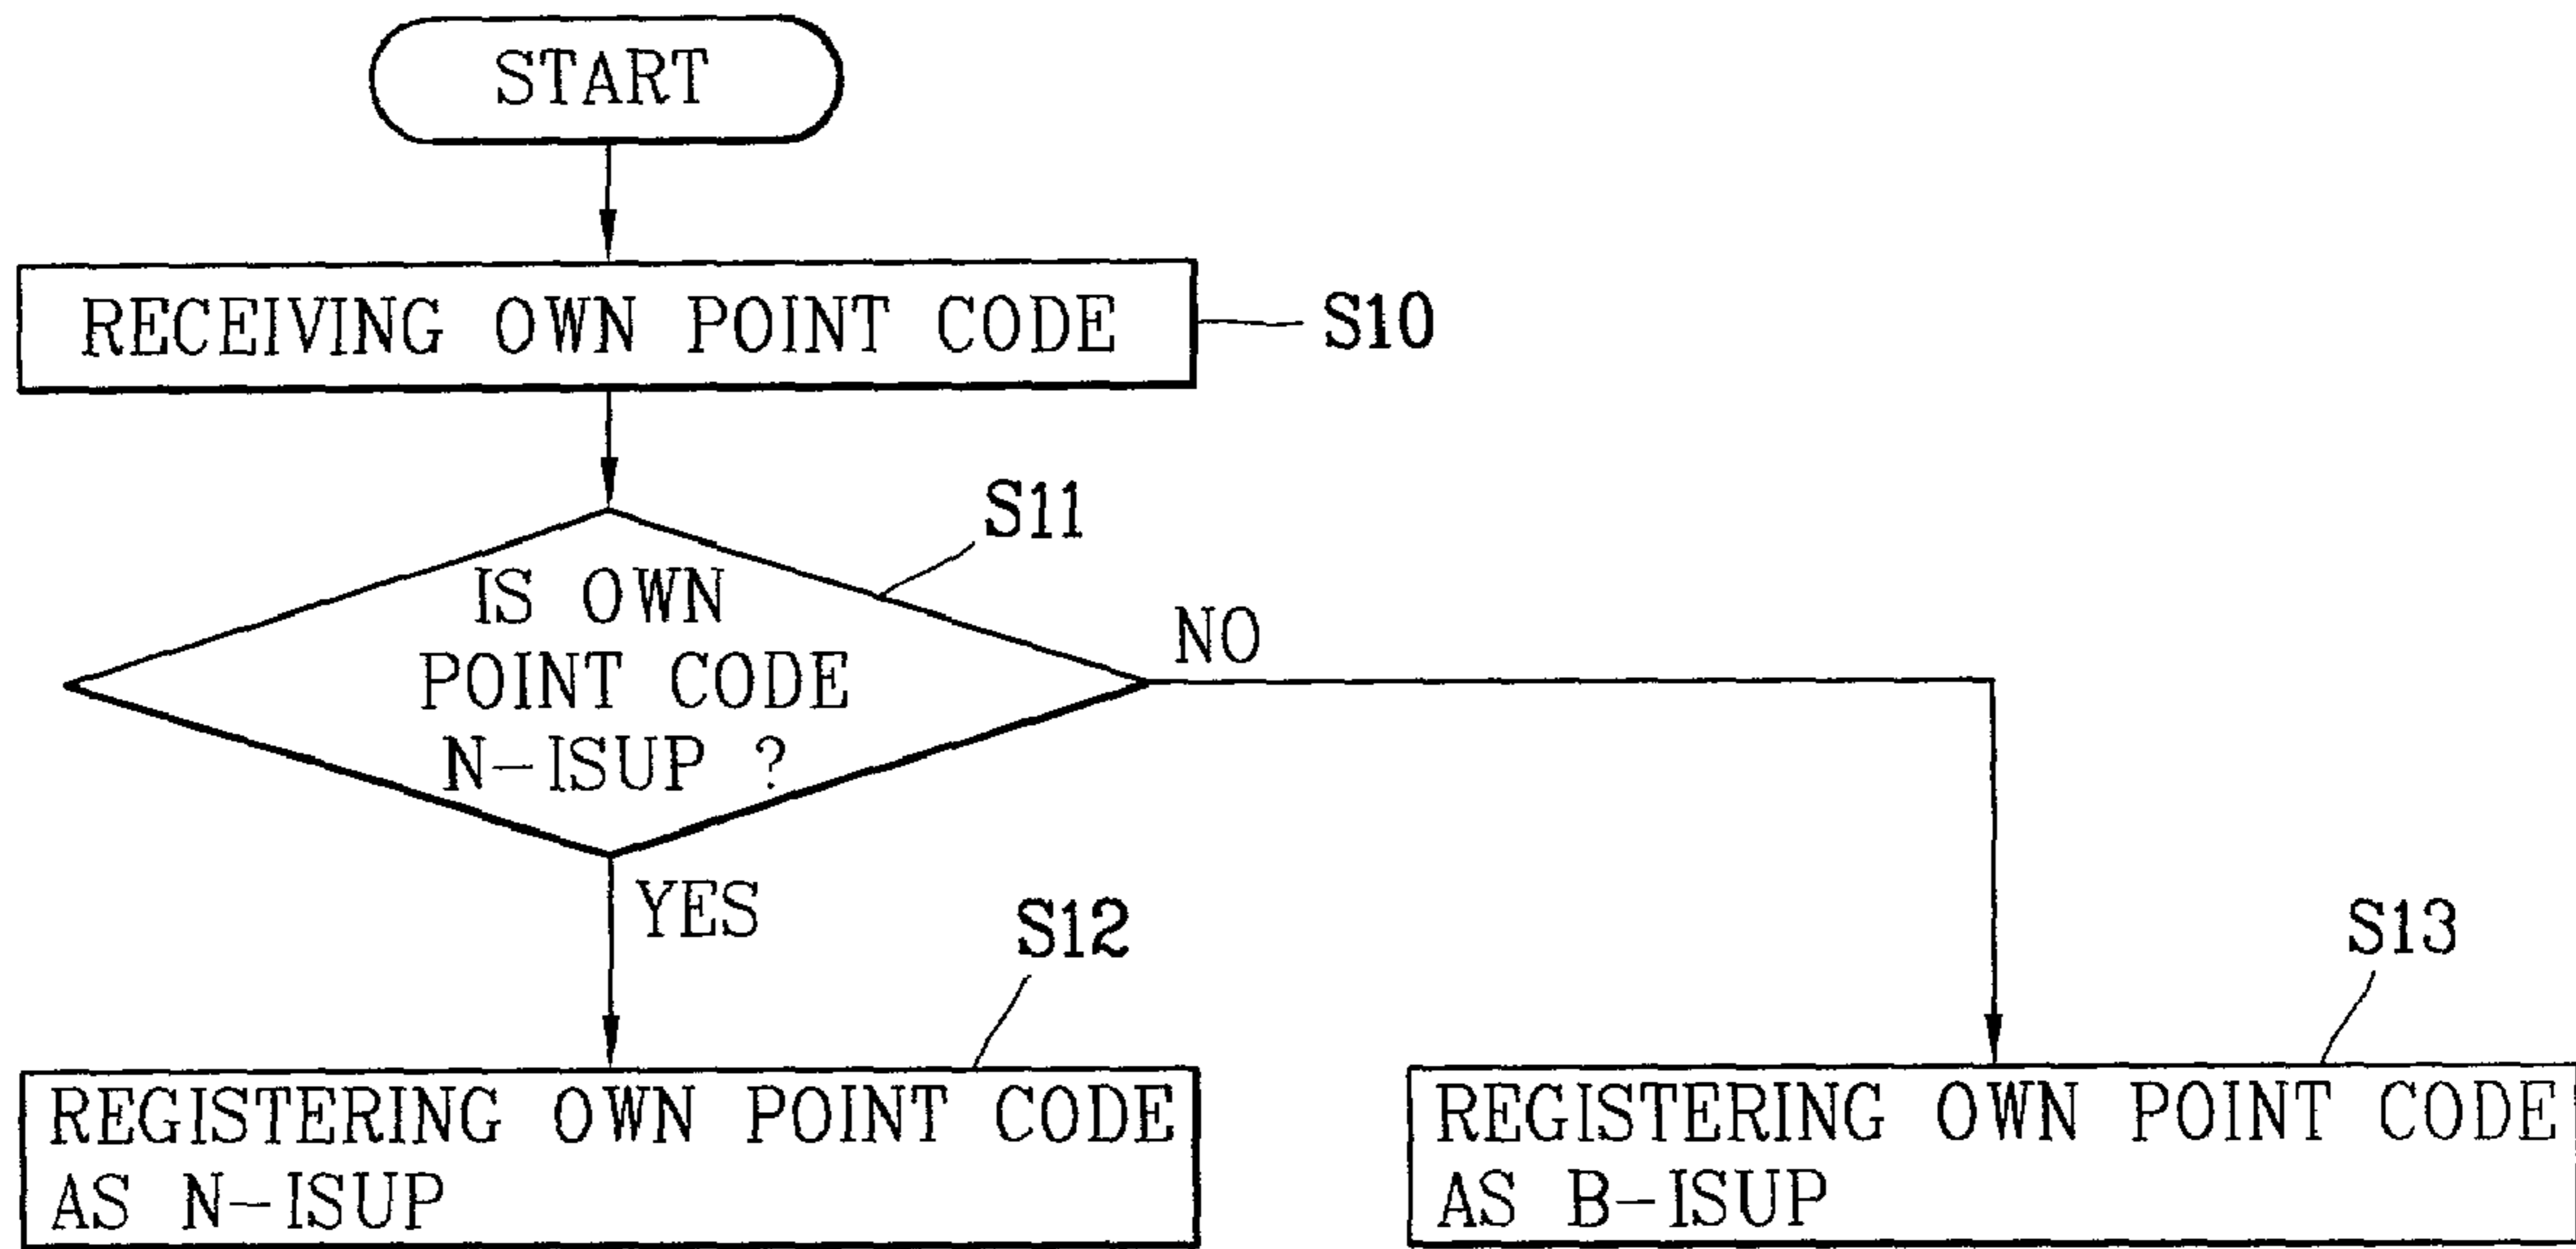 START
RECEIVING OWN POINT CODE
S10
S11
IS OWN
POINT CODE
N-ISUP ?
NO
YES
S12
S13
REGISTERING OWN POINT CODE
AS N-ISUP
REGISTERING OWN POINT CODE
AS B-ISUP